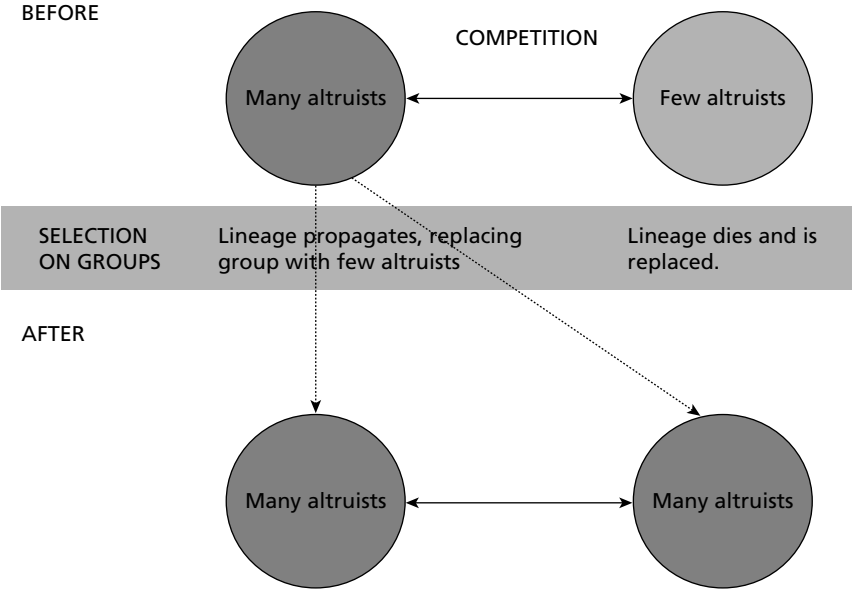 BEFORE
COMPETITION
Many altruists
Few altruists
SELECTION
ON GROUPS
Lineage propagates, replacing
group with few altruists
Lineage dies and is
replaced.
AFTER
Many altruists
Many altruists